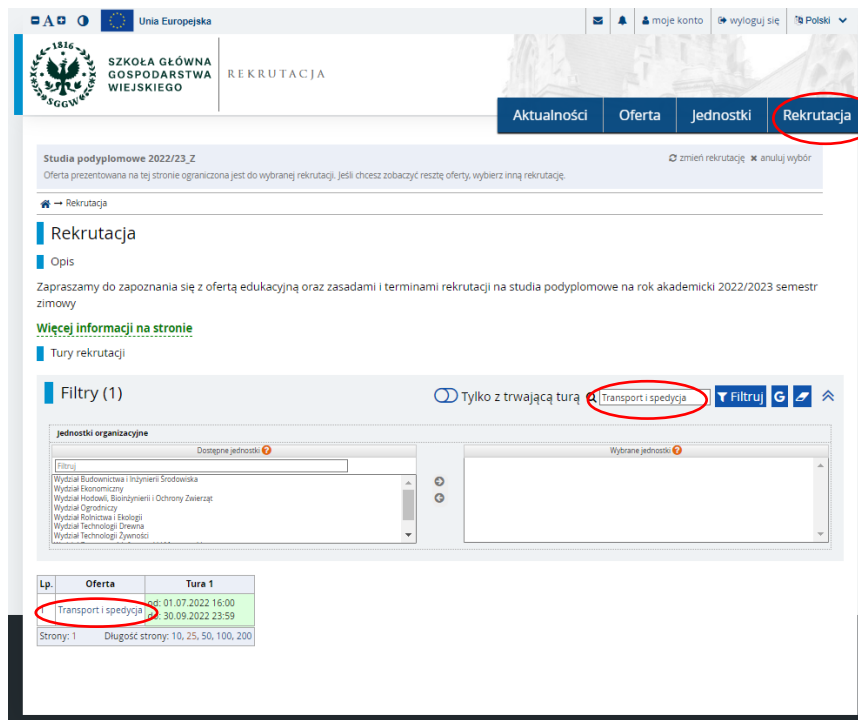 A Unia Europejska moje konto wyloguj się Polski
1816
SGGW
SZKOŁA GŁÓWNA
GOSPODARSTWA
WIEJSKIEGO
REKRUTACJA
Aktualności Oferta Jednostki Rekrutacja
Studia podyplomowe 2022/23_Z zmień rekrutację anuluj wybór
Oferta prezentowana na tej stronie ograniczona jest do wybranej rekrutacji. Jeśli chcesz zobaczyć resztę oferty, wybierz inną rekrutację.
→ Rekrutacja
Rekrutacja
Opis
Zapraszamy do zapoznania się z ofertą edukacyjną oraz zasadami i terminami rekrutacji na studia podyplomowe na rok akademicki 2022/2023 semestr
zimowy
Więcej informacji na stronie
Tury rekrutacji
Filtry (1) Tylko z trwającą turą Transport i spedycja Filtruj G
Jednostki organizacyjne
Dostępne jednostki ? Wybrane jednostki ?
Filtruj
Wydział Budownictwa i Inżynierii Środowiska
Wydział Ekonomiczny
Wydział Hodowli, Bioinżynierii i Ochrony Zwierząt
Wydział Ogrodniczy
Wydział Rolnictwa i Ekologii
Wydział Technologii Drewna
Wydział Technologii Żywności
Lp. Oferta Tura 1
1 Transport i spedycja od: 01.07.2022 16:00
do: 30.09.2022 23:59
Strony: 1 Długość strony: 10, 25, 50, 100, 200